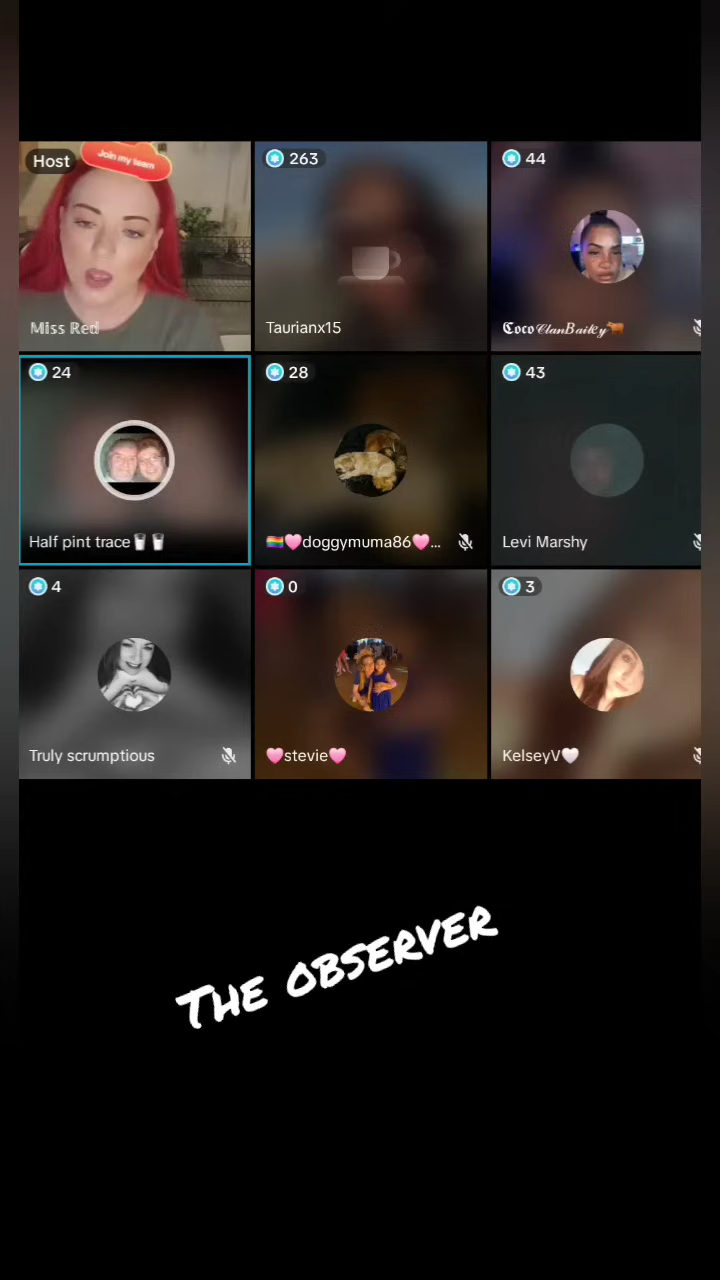 Host
Join my team
263
44
Miss Red
Taurianx15
𝕮𝖔𝖈𝖔𝒞𝓁𝒶𝓃𝐵𝒶𝒾𝓁𝑒𝓎🐂
24
28
43
Half pint trace🥛🥛
🏳️‍🌈🩷doggymuma86🩷...
Levi Marshy
4
0
3
Truly scrumptious
🩷stevie🩷
KelseyV🤍
THE OBSERVER